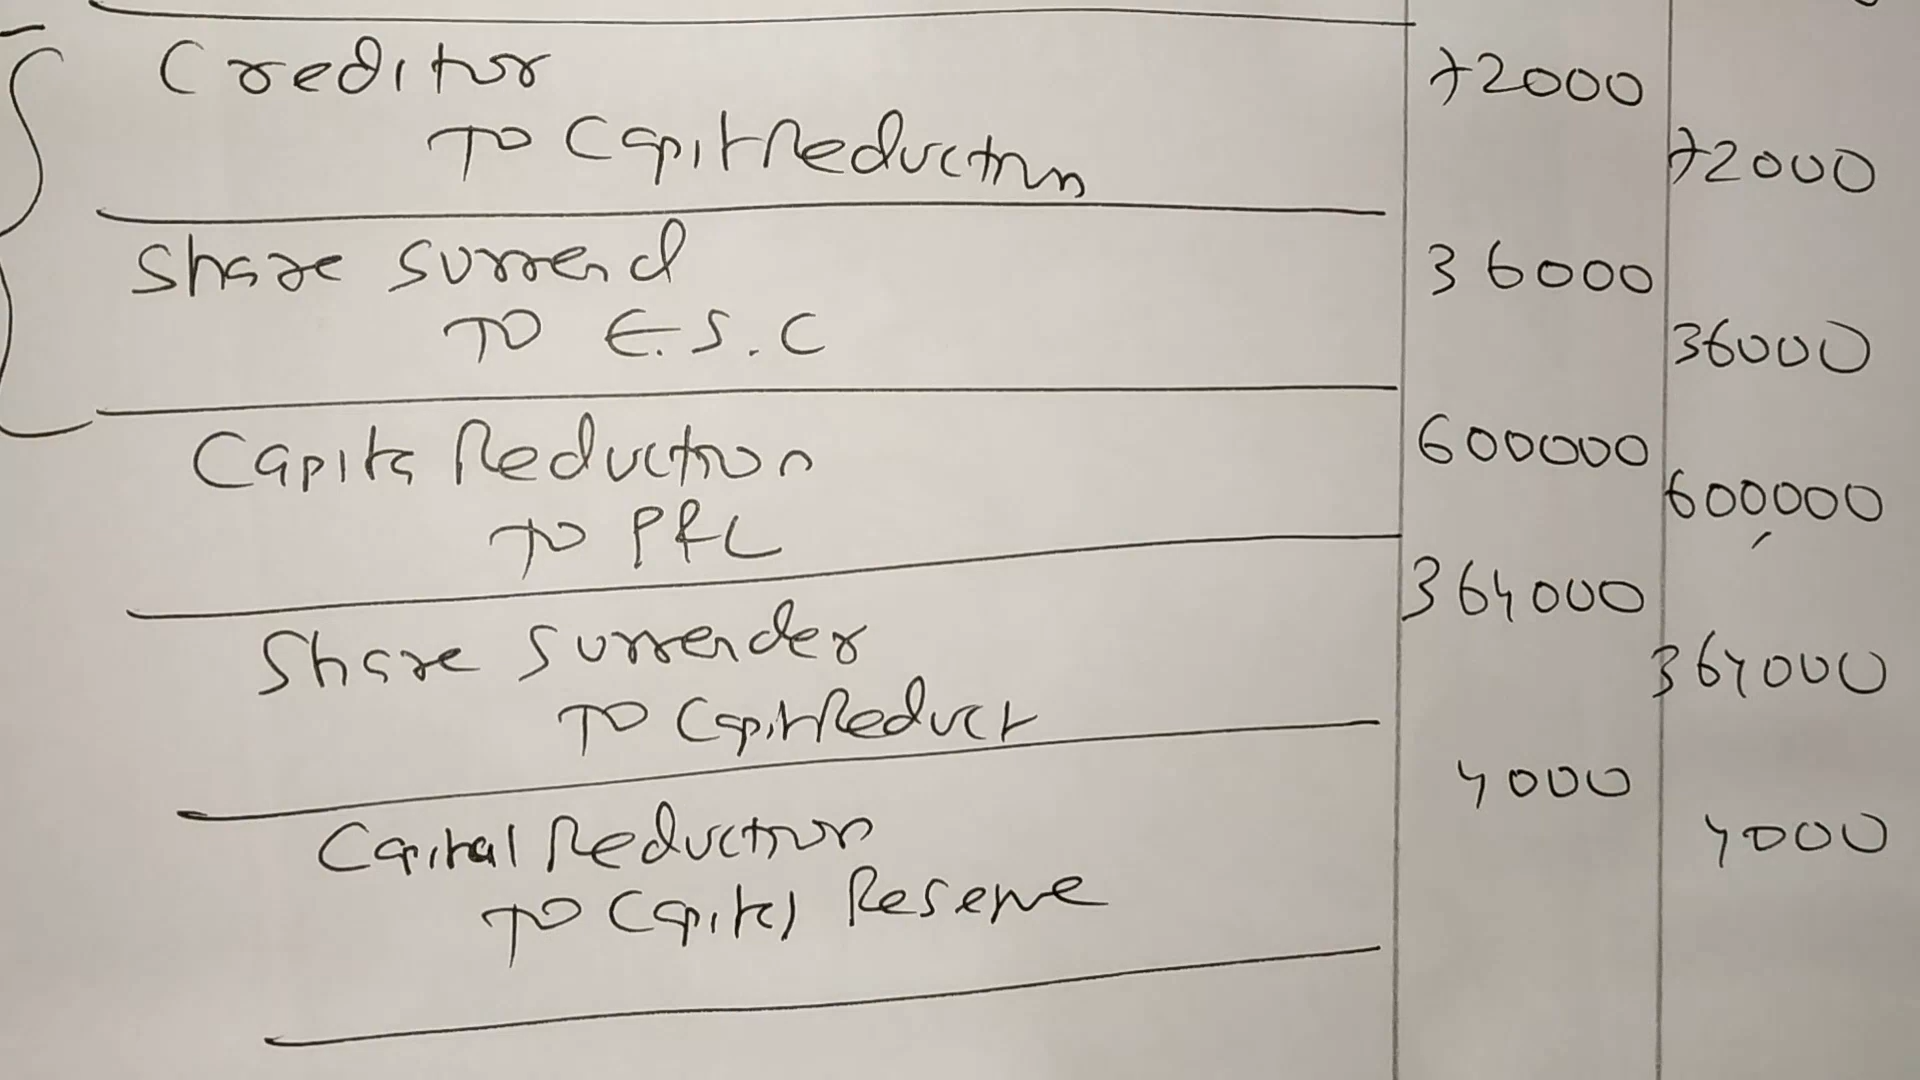 Creditor 72000
To Capit Reduction 72000
Share Surrend 36000
To E.S.C 36000
Capita Reduction 600000
To P&L 600000
Share Surrender 364000
To Capit Reduct 364000
Capital Reduction 4000
To Capital Reserve 4000